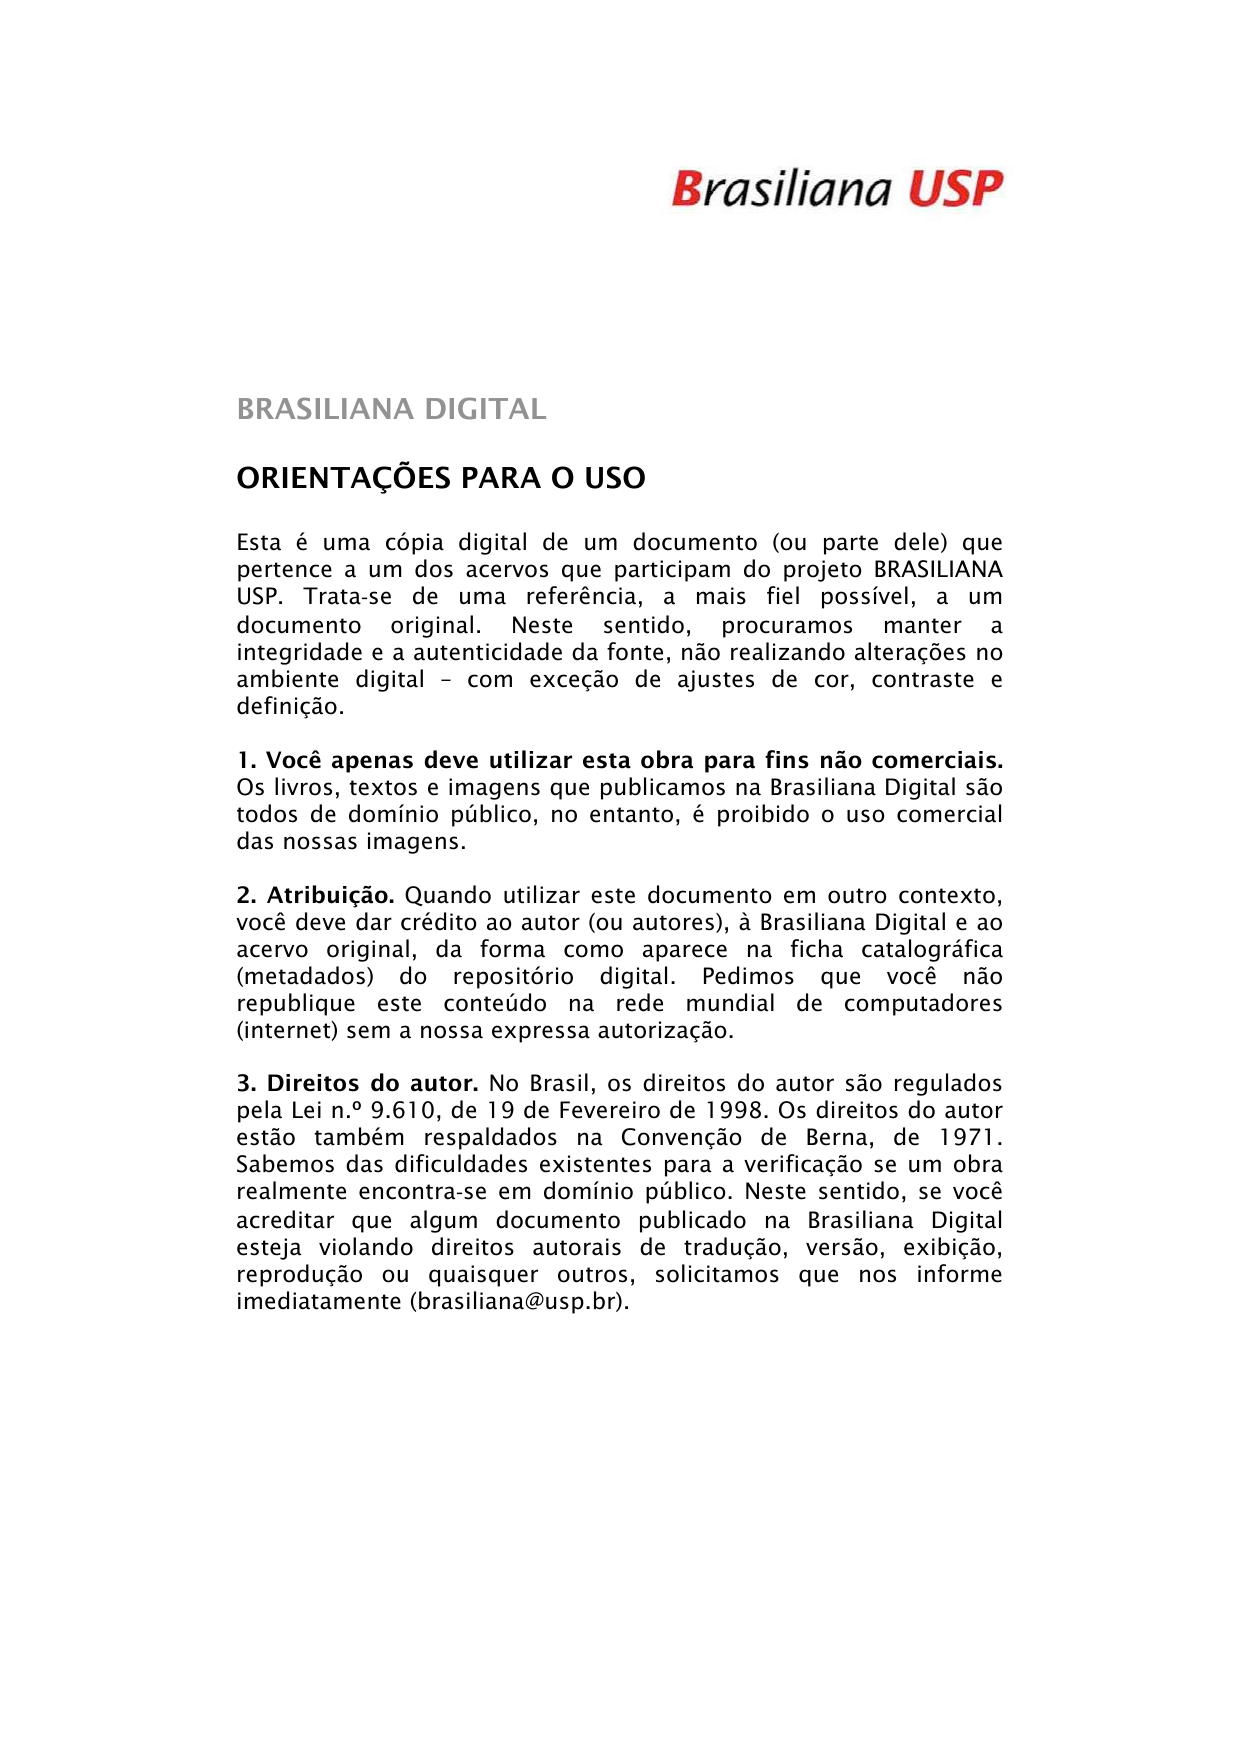 Brasiliana USP
BRASILIANA DIGITAL
ORIENTAÇÕES PARA O USO
Esta é uma cópia digital de um documento (ou parte dele) que
pertence a um dos acervos que participam do projeto BRASILIANA
USP. Trata-se de uma referência, a mais fiel possível, a um
documento original. Neste sentido, procuramos manter a
integridade e a autenticidade da fonte, não realizando alterações no
ambiente digital – com exceção de ajustes de cor, contraste e
definição.
1. Você apenas deve utilizar esta obra para fins não comerciais.
Os livros, textos e imagens que publicamos na Brasiliana Digital são
todos de domínio público, no entanto, é proibido o uso comercial
das nossas imagens.
2. Atribuição. Quando utilizar este documento em outro contexto,
você deve dar crédito ao autor (ou autores), à Brasiliana Digital e ao
acervo original, da forma como aparece na ficha catalográfica
(metadados) do repositório digital. Pedimos que você não
republique este conteúdo na rede mundial de computadores
(internet) sem a nossa expressa autorização.
3. Direitos do autor. No Brasil, os direitos do autor são regulados
pela Lei n.º 9.610, de 19 de Fevereiro de 1998. Os direitos do autor
estão também respaldados na Convenção de Berna, de 1971.
Sabemos das dificuldades existentes para a verificação se um obra
realmente encontra-se em domínio público. Neste sentido, se você
acreditar que algum documento publicado na Brasiliana Digital
esteja violando direitos autorais de tradução, versão, exibição,
reprodução ou quaisquer outros, solicitamos que nos informe
imediatamente (brasiliana@usp.br).